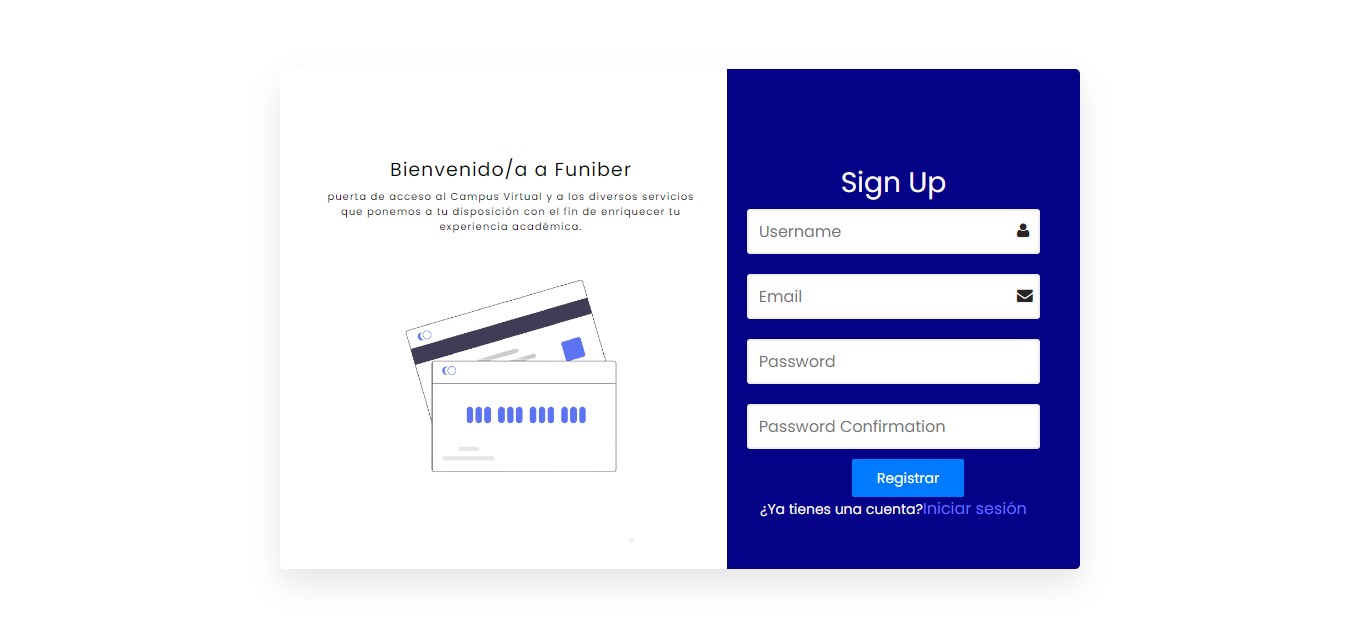 Bienvenido/a a Funiber
puerta de acceso al Campus Virtual y a los diversos servicios
que ponemos a tu disposición con el fin de enriquecer tu
experiencia académica.
Sign Up
Username
Email
Password
Password Confirmation
Registrar
¿Ya tienes una cuenta?Iniciar sesión